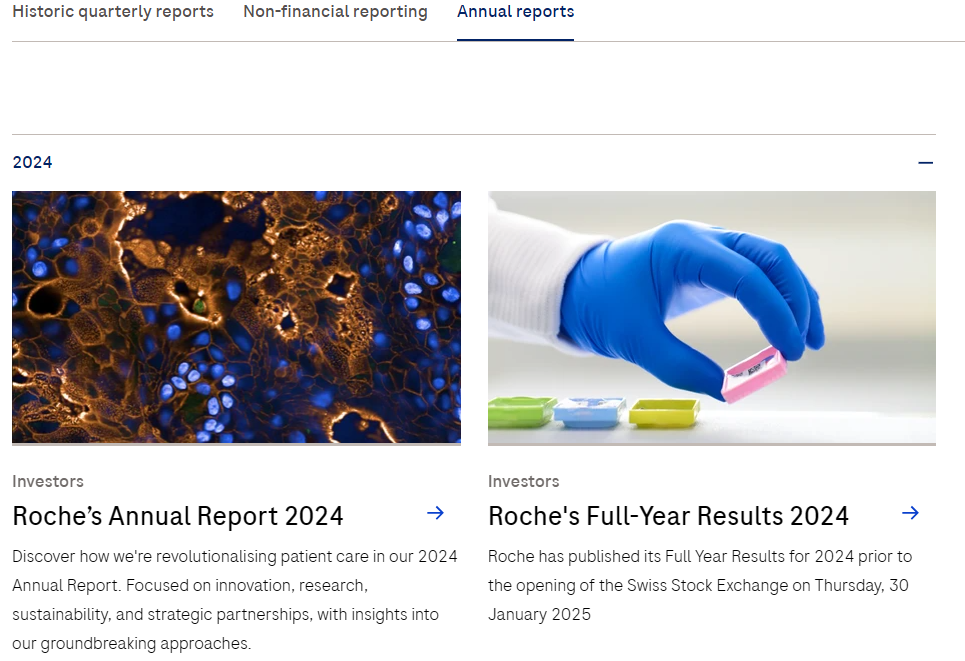 Historic quarterly reports Non-financial reporting Annual reports
2024
Investors
Roche’s Annual Report 2024
Discover how we're revolutionalising patient care in our 2024
Annual Report. Focused on innovation, research,
sustainability, and strategic partnerships, with insights into
our groundbreaking approaches.
Investors
Roche's Full-Year Results 2024
Roche has published its Full Year Results for 2024 prior to
the opening of the Swiss Stock Exchange on Thursday, 30
January 2025